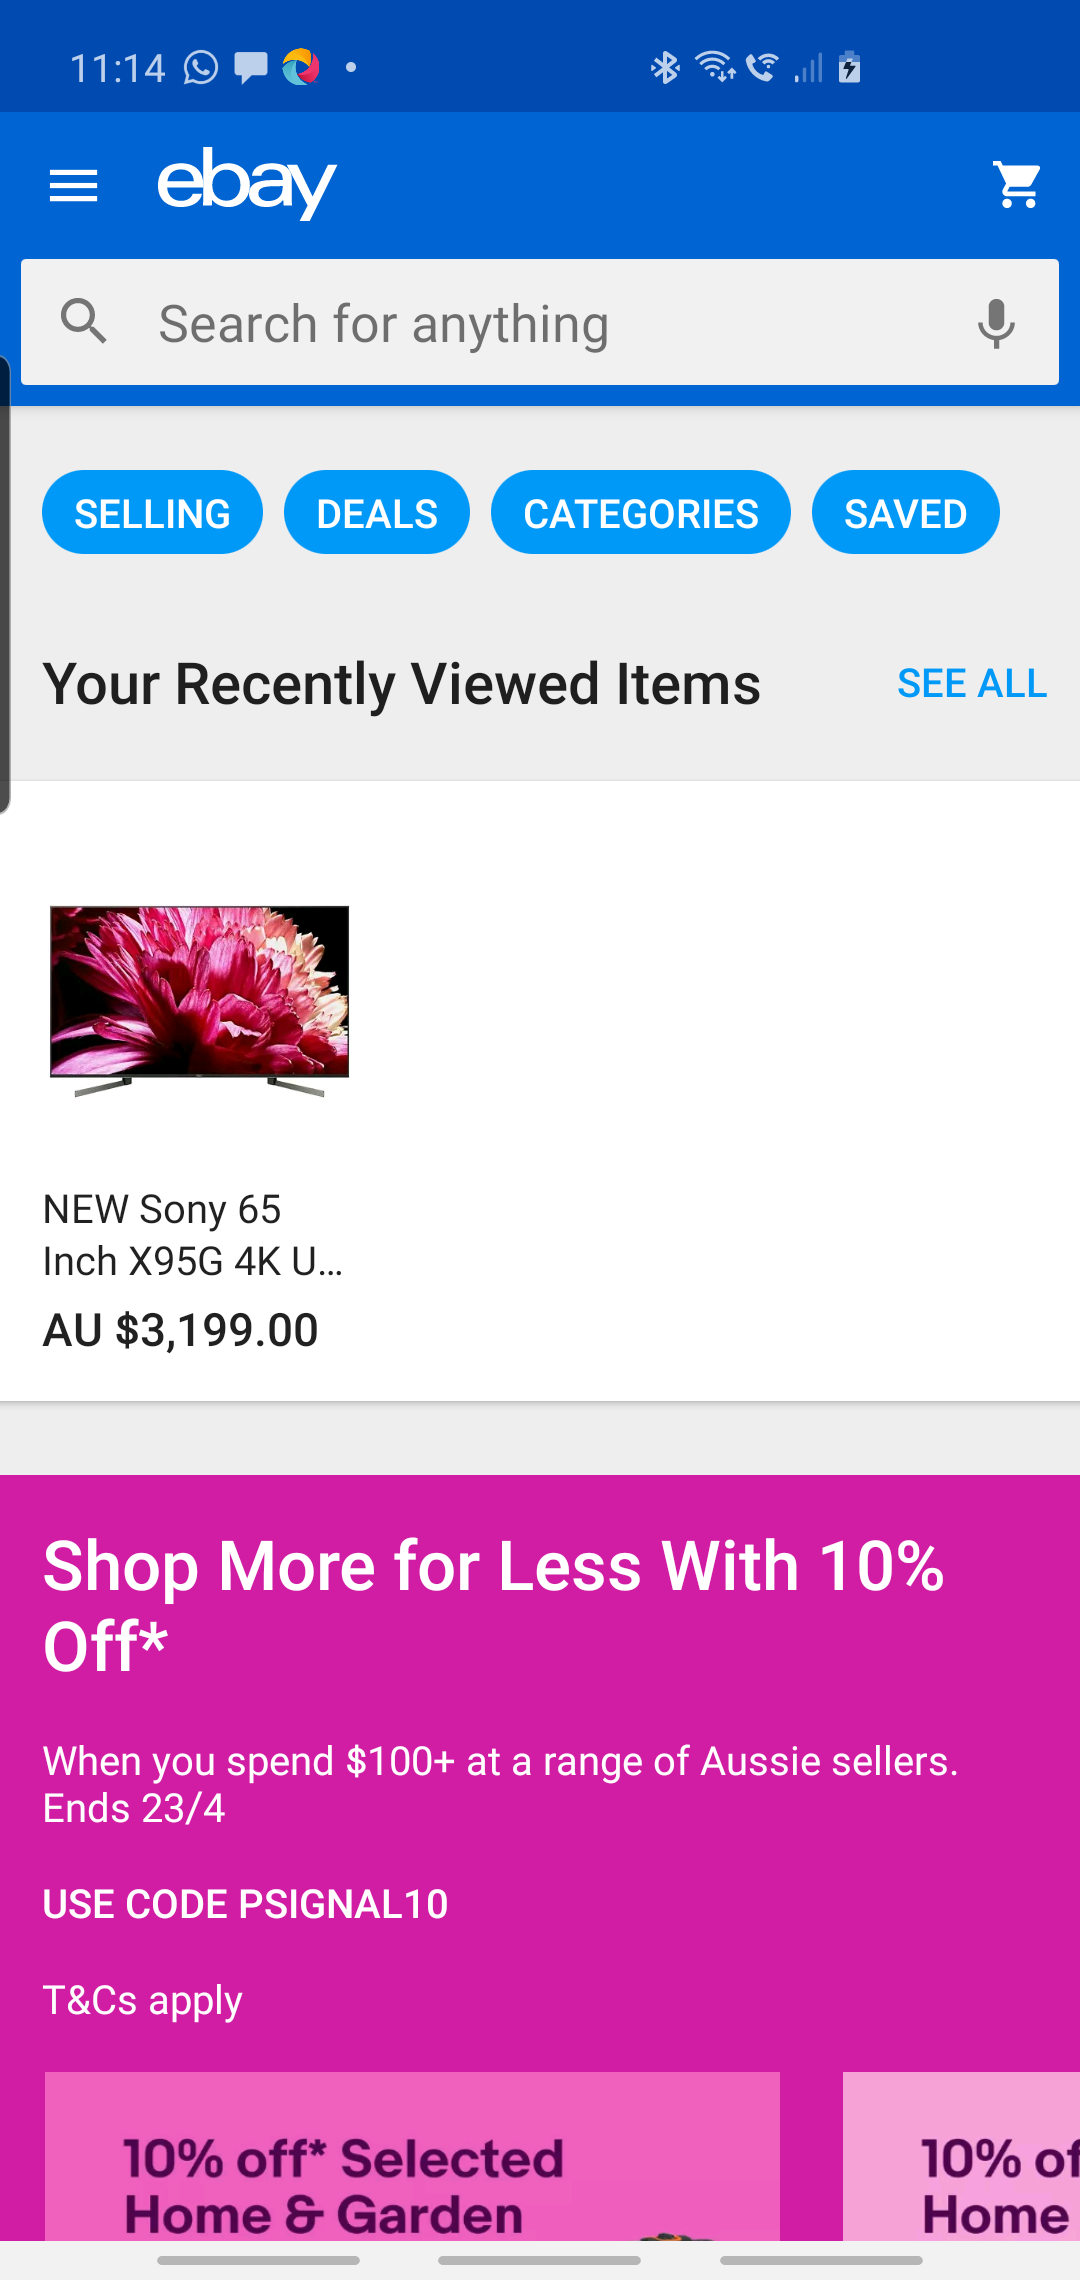 11:14
ebay
Search for anything
SELLING
DEALS
CATEGORIES
SAVED
Your Recently Viewed Items
SEE ALL
NEW Sony 65
Inch X95G 4K U...
AU $3,199.00
Shop More for Less With 10%
Off*
When you spend $100+ at a range of Aussie sellers.
Ends 23/4
USE CODE PSIGNAL10
T&Cs apply
10% off* Selected
Home & Garden
10% of
Home